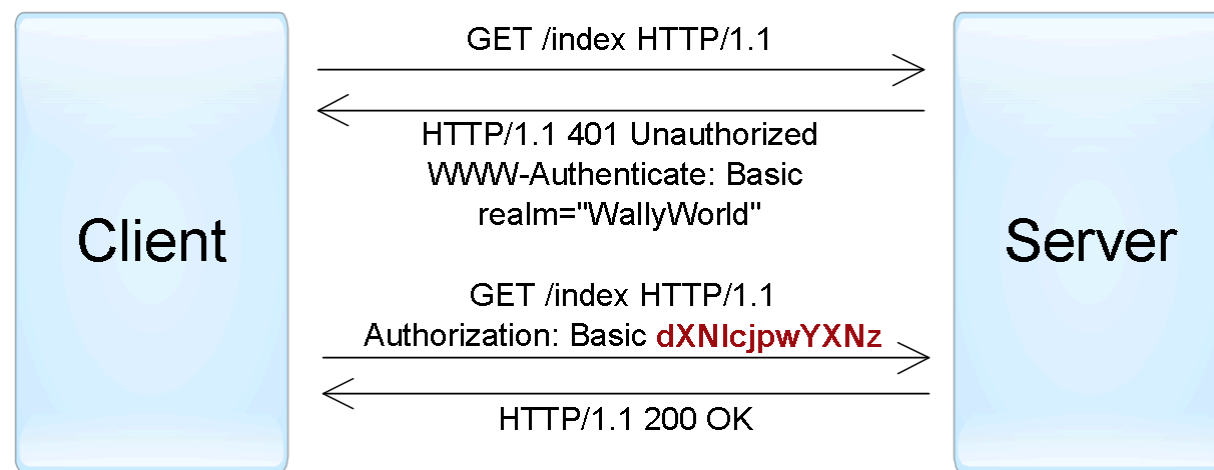 Client
GET /index HTTP/1.1
HTTP/1.1 401 Unauthorized
WWW-Authenticate: Basic
realm="WallyWorld"
GET /index HTTP/1.1
Authorization: Basic dXNlcjpwYXNz
HTTP/1.1 200 OK
Server